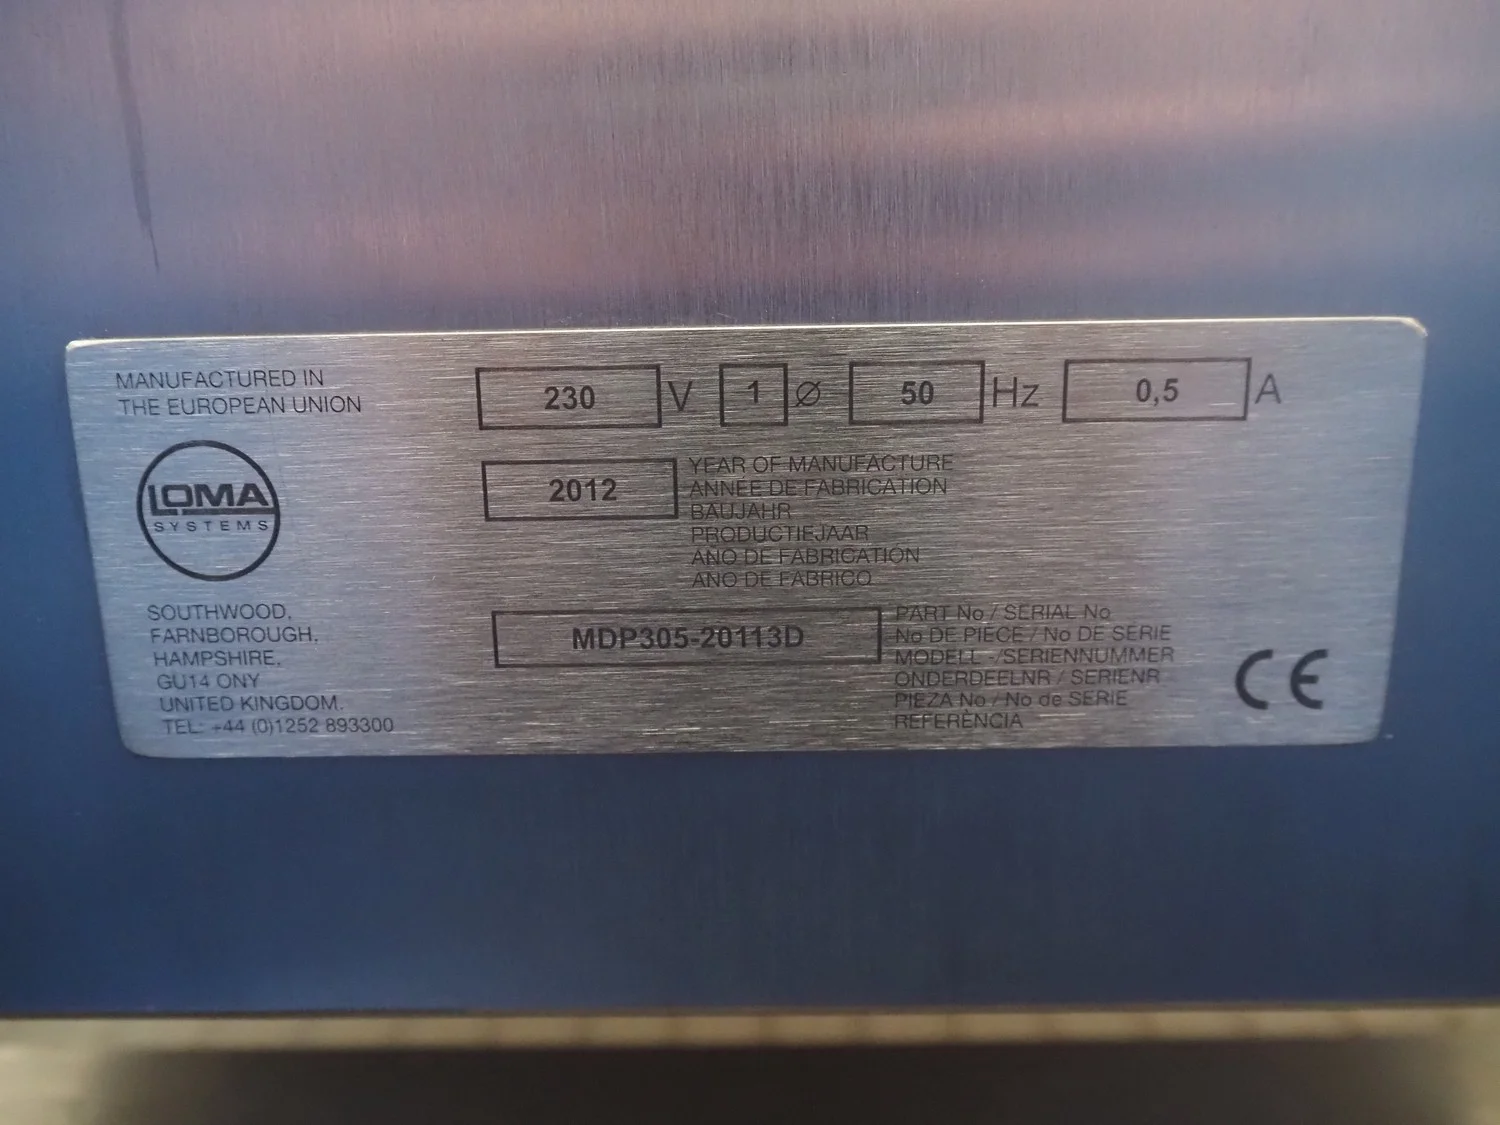 MANUFACTURED IN
THE EUROPEAN UNION
230 V 1 Ø 50 Hz 0,5 A
LOMA
SYSTEMS
2012
YEAR OF MANUFACTURE
ANNEE DE FABRICATION
BAUJAHR
PRODUCTIEJAAR
ANO DE FABRICATION
ANO DE FABRICO
SOUTHWOOD,
FARNBOROUGH,
HAMPSHIRE,
GU14 ONY
UNITED KINGDOM.
TEL: +44 (0)1252 893300
MDP305-20113D
PART No / SERIAL No
No DE PIECE / No DE SERIE
MODELL -/SERIENNUMMER
ONDERDEELNR / SERIENR
PIEZA No / No de SERIE
REFERÊNCIA
CE